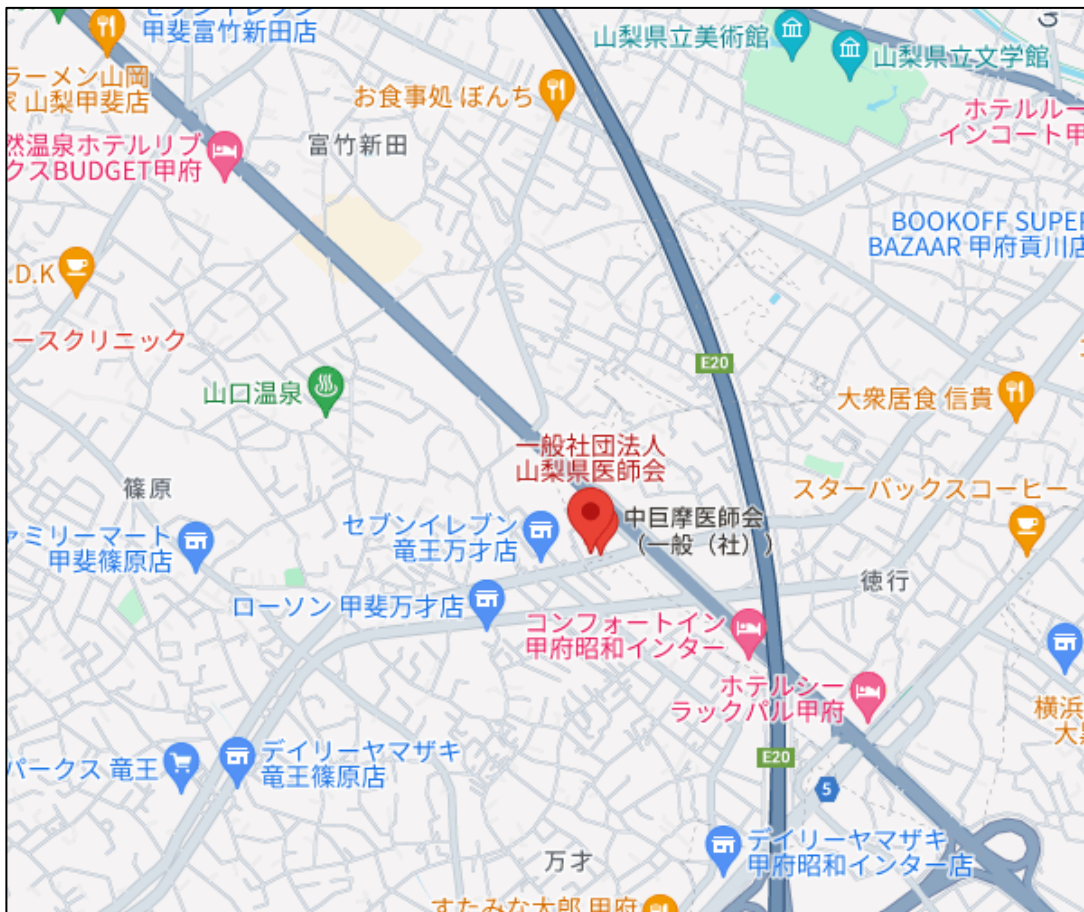 甲斐富竹新田店
山梨県立美術館
山梨県立文学館
ラーメン山岡
家 山梨甲斐店
お食事処 ぼんち
ホテルルー
インコート甲
然温泉ホテルリブ
クスBUDGET甲府
富竹新田
BOOKOFF SUPER
BAZAAR 甲府貢川店
.D.K
ースクリニック
E20
山口温泉
大衆居食 信貴
一般社団法人
山梨県医師会
篠原
スターバックスコーヒー
セブンイレブン
竜王万才店
中巨摩医師会
（一般（社））
ァミリーマート
甲斐篠原店
徳行
ローソン 甲斐万才店
コンフォートイン
甲府昭和インター
ホテルシー
ラックパル甲府
横浜
デイリーヤマザキ
竜王篠原店
パークス 竜王
E20
5
デイリーヤマザキ
甲府昭和インター店
万才
すたみな太郎 甲府